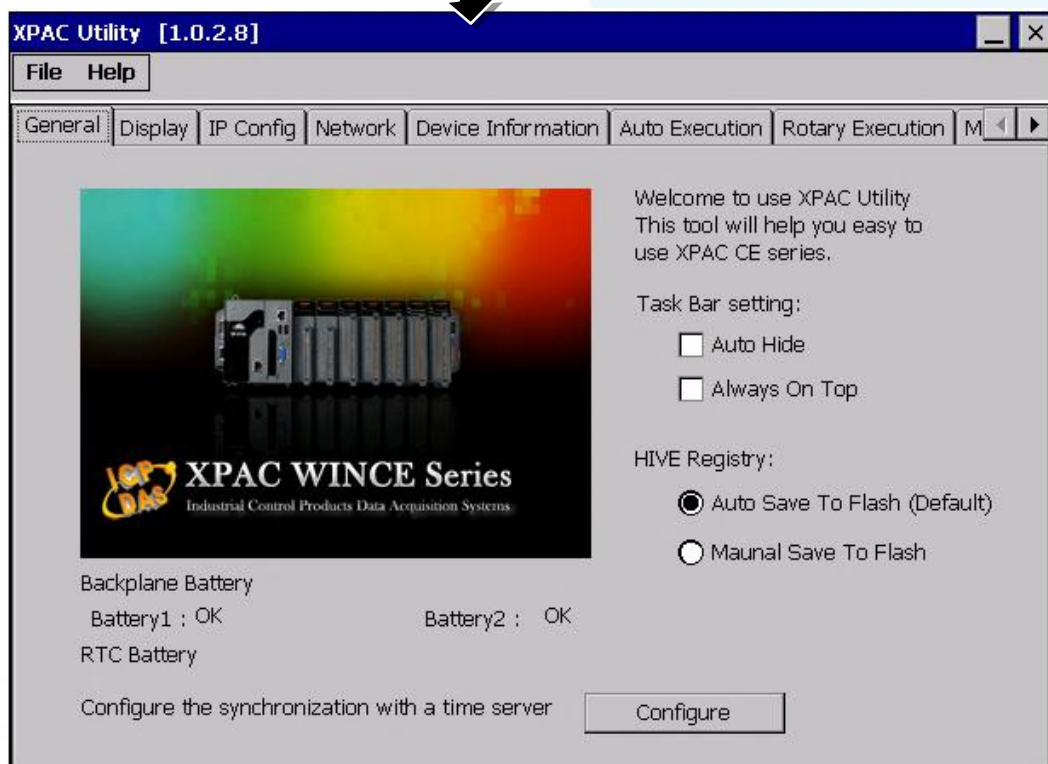 XPAC Utility [1.0.2.8]
File Help
General Display IP Config Network Device Information Auto Execution Rotary Execution M
Welcome to use XPAC Utility
This tool will help you easy to
use XPAC CE series.
Task Bar setting:
Auto Hide
Always On Top
HIVE Registry:
Auto Save To Flash (Default)
Maunal Save To Flash
ICP DAS
XPAC WINCE Series
Industrial Control Products Data Acquisition Systems
Backplane Battery
Battery1 : OK Battery2 : OK
RTC Battery
Configure the synchronization with a time server Configure